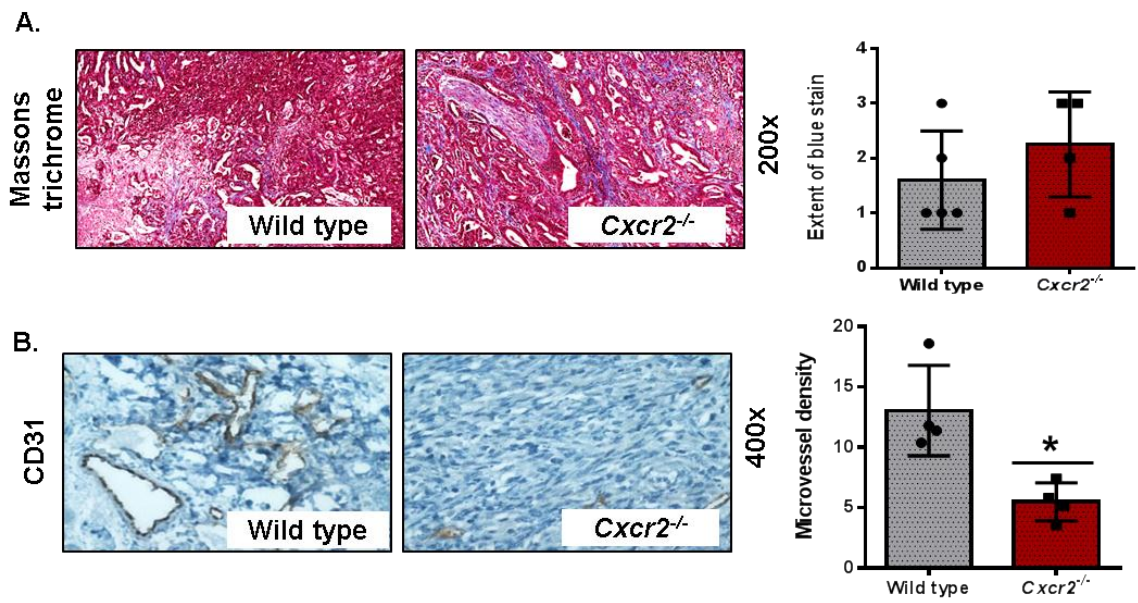 A.
Massons
trichrome
Wild type
Cxcr2-/-
200x
Extent of blue stain
4
3
2
1
0
Wild type
Cxcr2-/-
B.
CD31
Wild type
Cxcr2-/-
400x
Microvessel density
20
15
10
5
0
*
Wild type
Cxcr2-/-